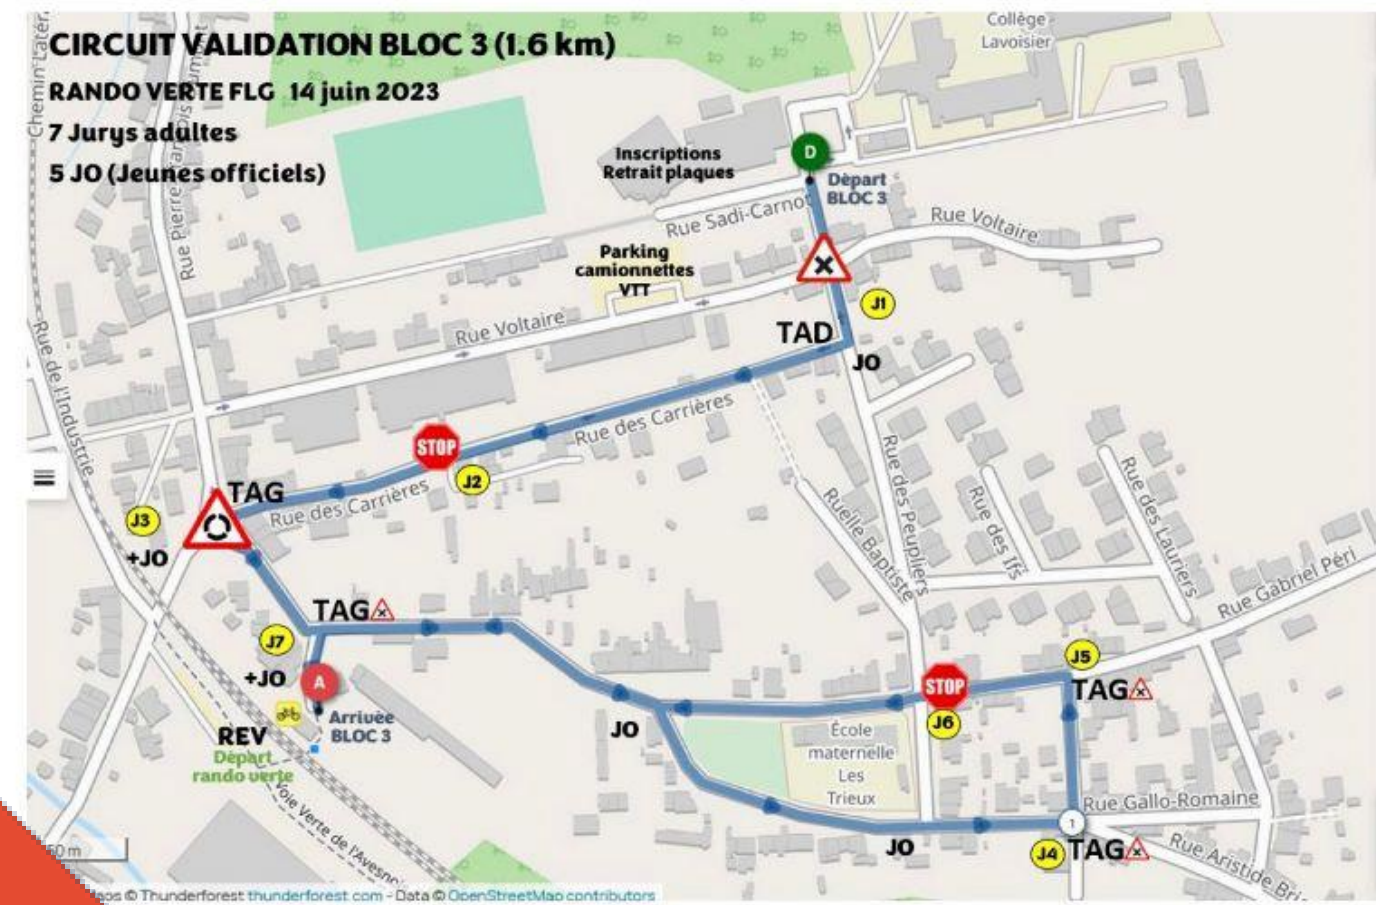 CIRCUIT VALIDATION BLOC 3 (1.6 km)
RANDO VERTE FLG 14 juin 2023
7 Jurys adultes
5 JO (Jeunes officiels)
Collège
Lavoisier
Inscriptions
Retrait plaques
D
Départ
BLOC 3
Rue Sadi-Carnot
Rue Voltaire
Parking
camionnettes
VTT
J1
TAD
JO
Rue Voltaire
Rue de l'Industrie
Rue des Carrières
STOP
J2
TAG
Rue des Carrières
J3
+JO
Rue des Peupliers
Ruelle Baptiste
Rue des Ifs
Rue des Lauriers
Rue Gabriel Péri
TAG
J7
+JO
A
Arrivée
BLOC 3
REV
Départ
rando verte
JO
STOP
J6
J5
TAG
École
maternelle
Les
Trieux
Rue Gallo-Romaine
1
JO
J4
TAG
Rue Aristide Bri
Voie Verte de l'Avesno
50 m
aps © Thunderforest thunderforest.com - Data © OpenStreetMap contributors